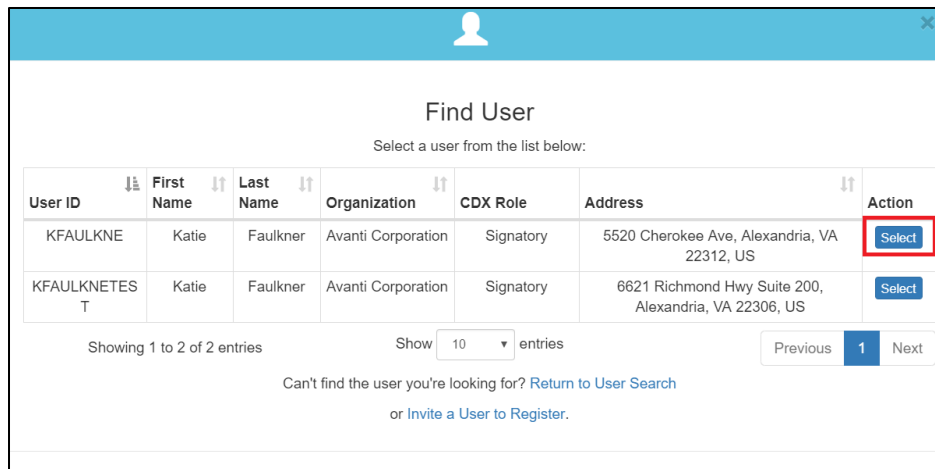 ×
Find User
Select a user from the list below:
User ID First Name Last Name Organization CDX Role Address Action
KFAULKNE Katie Faulkner Avanti Corporation Signatory 5520 Cherokee Ave, Alexandria, VA 22312, US Select
KFAULKNETEST Katie Faulkner Avanti Corporation Signatory 6621 Richmond Hwy Suite 200, Alexandria, VA 22306, US Select
Showing 1 to 2 of 2 entries Show 10 entries Previous 1 Next
Can't find the user you're looking for? Return to User Search
or Invite a User to Register.